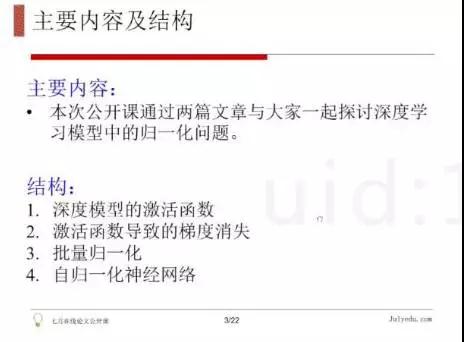 主要内容及结构
主要内容：
• 本次公开课通过两篇文章与大家一起探讨深度学
习模型中的归一化问题。
结构：
1. 深度模型的激活函数
2. 激活函数导致的梯度消失
3. 批量归一化
4. 自归一化神经网络
uid:1
七月在线论文公开课
3/22
Julyedu.com